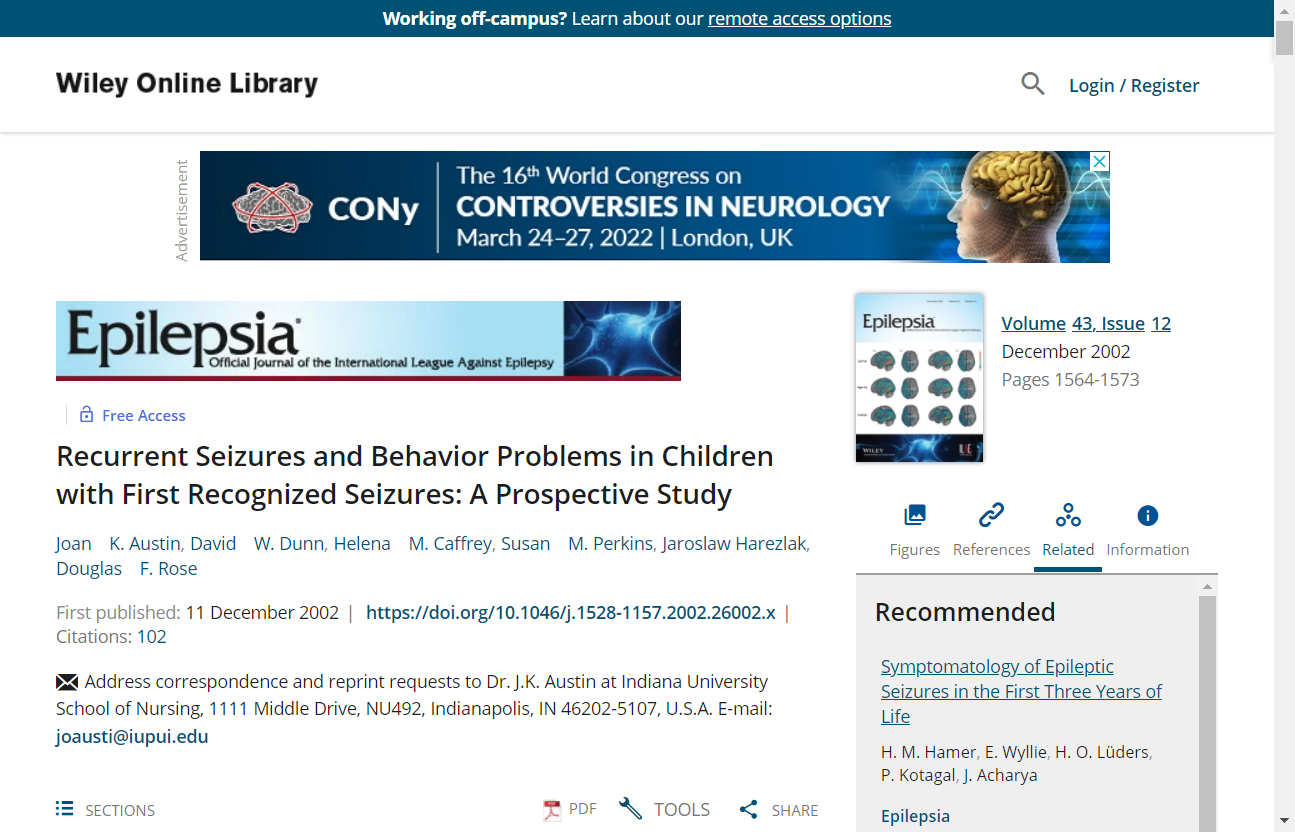 Working off-campus? Learn about our remote access options
Wiley Online Library
Login / Register
Advertisement
CONy
The 16th World Congress on
CONTROVERSIES IN NEUROLOGY
March 24–27, 2022 | London, UK
Epilepsia
Official Journal of the International League Against Epilepsy
Free Access
Recurrent Seizures and Behavior Problems in Children
with First Recognized Seizures: A Prospective Study
Joan K. Austin, David W. Dunn, Helena M. Caffrey, Susan M. Perkins, Jaroslaw Harezlak,
Douglas F. Rose
First published: 11 December 2002 | https://doi.org/10.1046/j.1528-1157.2002.26002.x |
Citations: 102
Address correspondence and reprint requests to Dr. J.K. Austin at Indiana University
School of Nursing, 1111 Middle Drive, NU492, Indianapolis, IN 46202-5107, U.S.A. E-mail:
joausti@iupui.edu
SECTIONS
PDF
TOOLS
SHARE
Epilepsia
WILEY
Volume 43, Issue 12
December 2002
Pages 1564-1573
Figures
References
Related
Information
Recommended
Symptomatology of Epileptic
Seizures in the First Three Years of
Life
H. M. Hamer, E. Wyllie, H. O. Lüders,
P. Kotagal, J. Acharya
Epilepsia